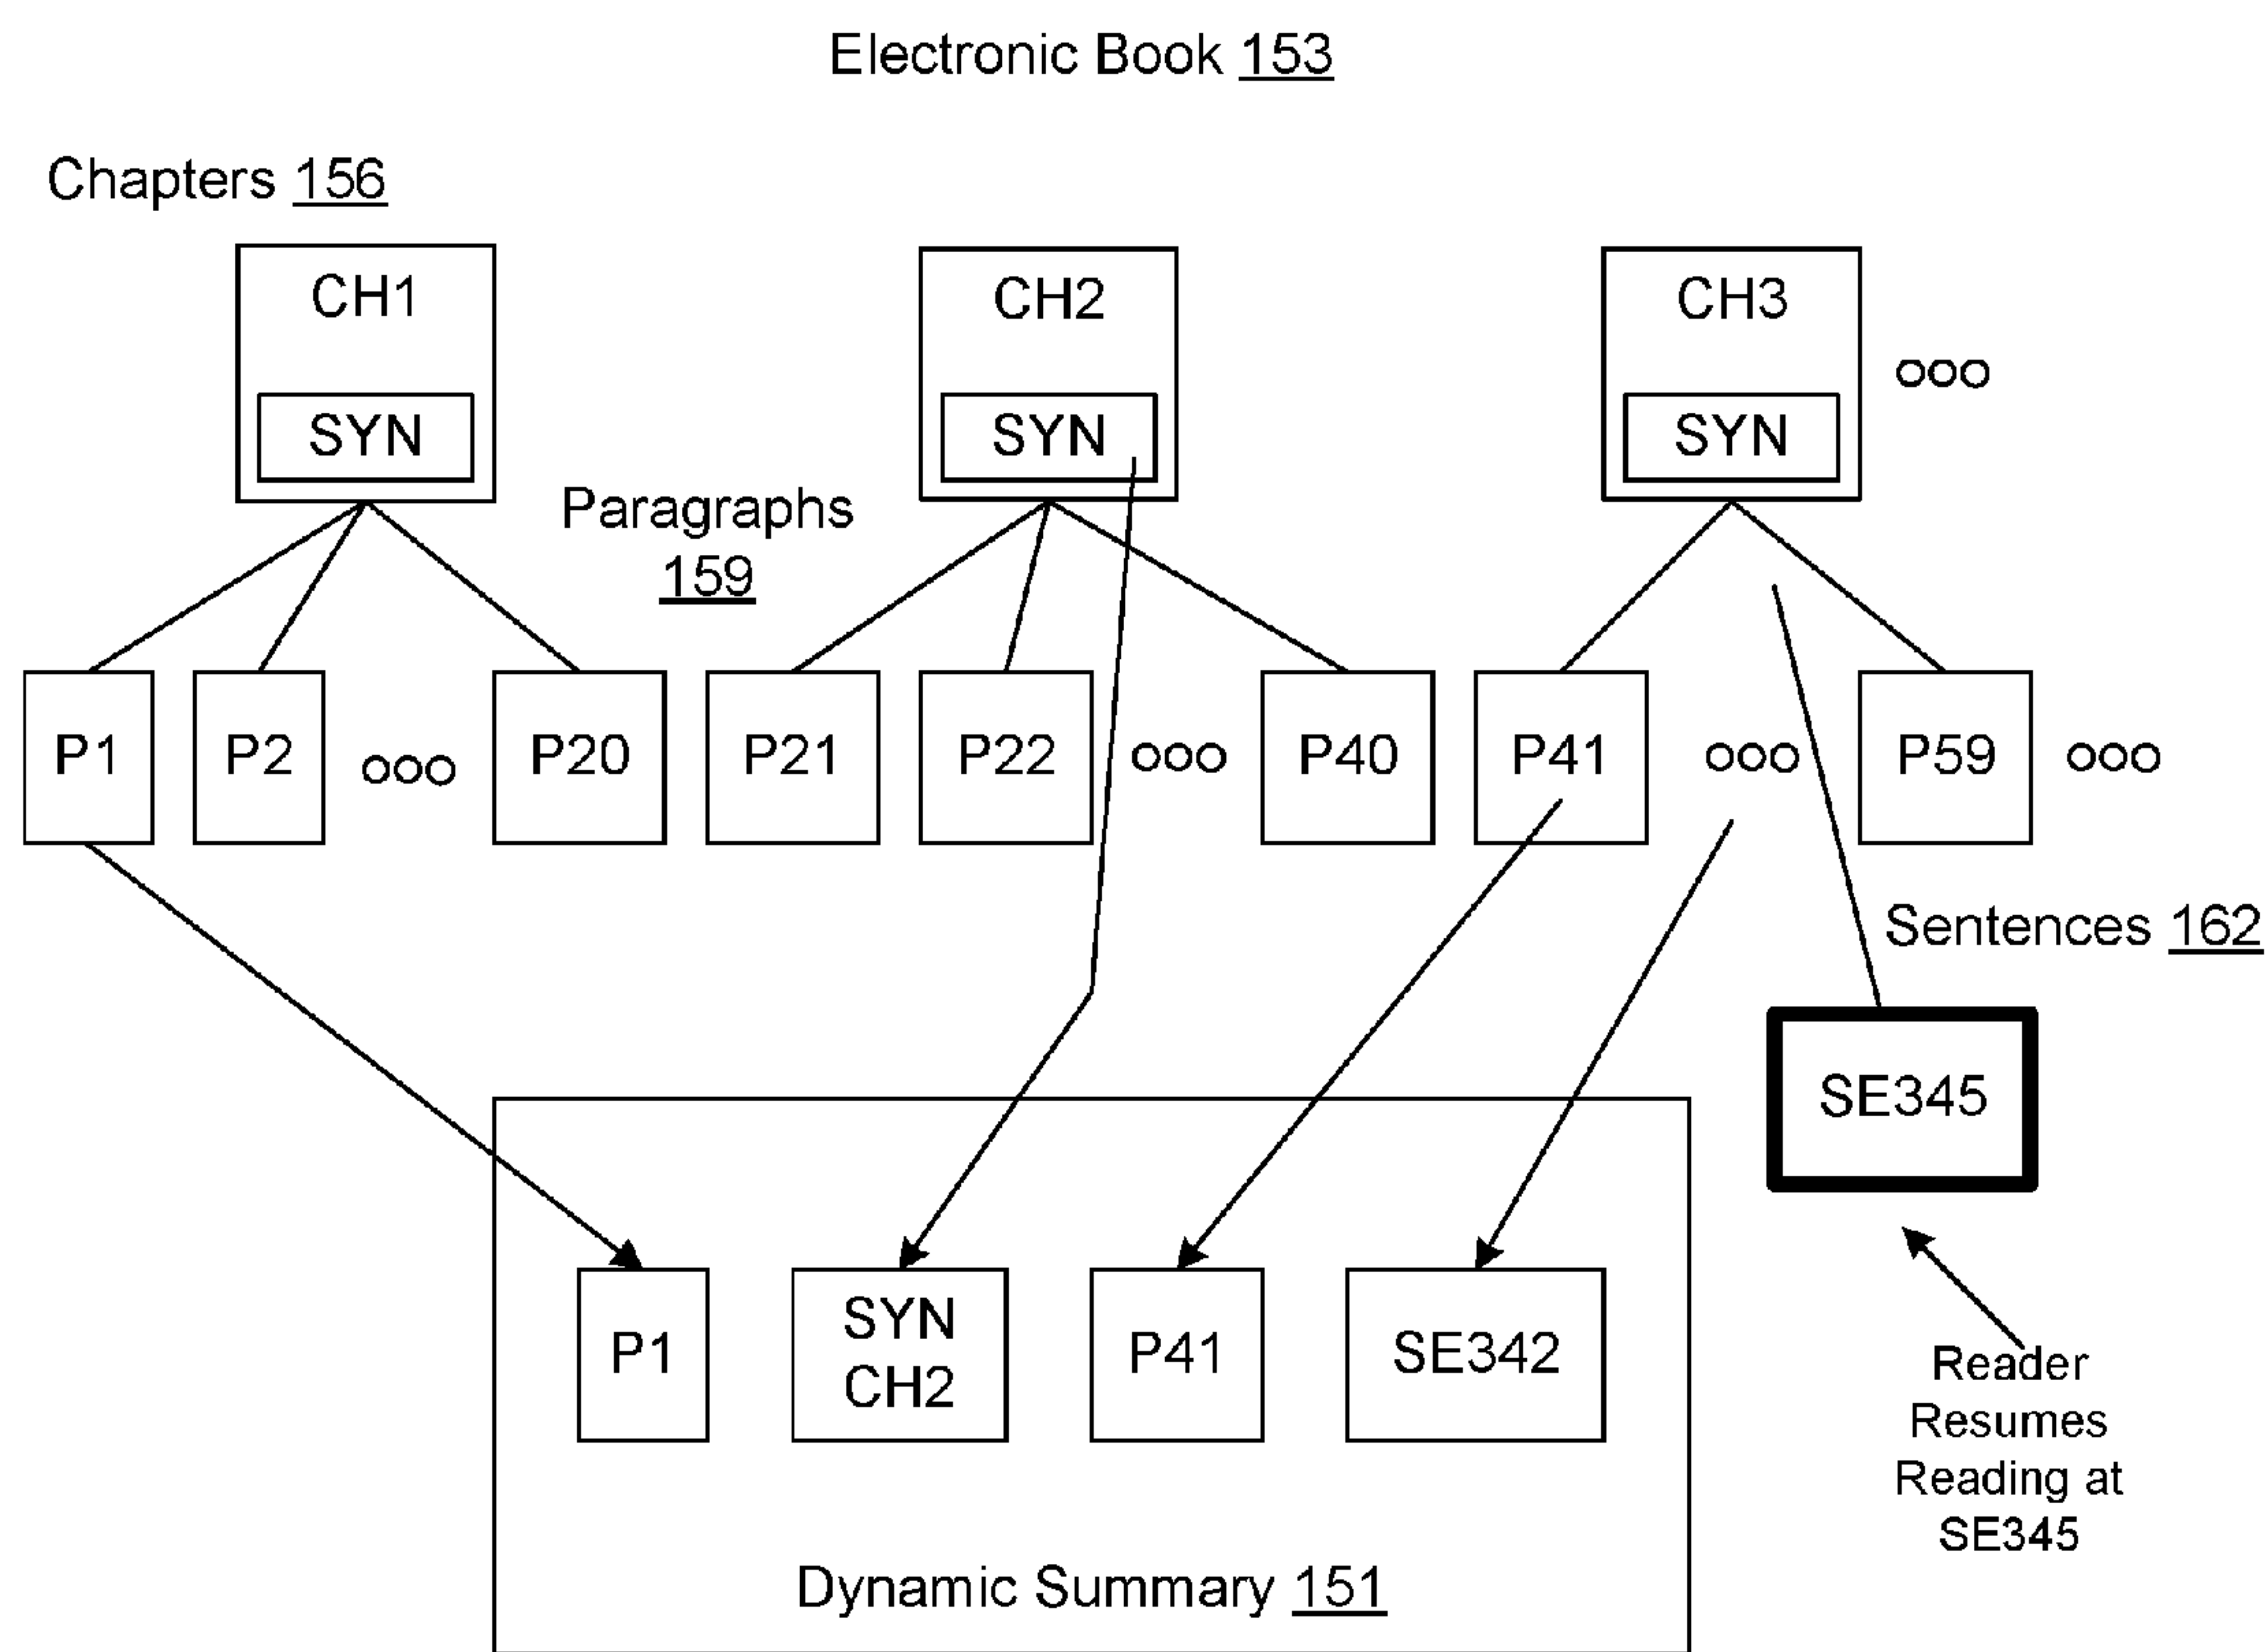 Electronic Book 153
Chapters 156
CH1
CH2
CH3
ooo
SYN
SYN
SYN
Paragraphs
159
P1
P2
ooo
P20
P21
P22
ooo
P40
P41
ooo
P59
ooo
Sentences 162
SE345
P1
SYN
CH2
P41
SE342
Reader
Resumes
Reading at
SE345
Dynamic Summary 151